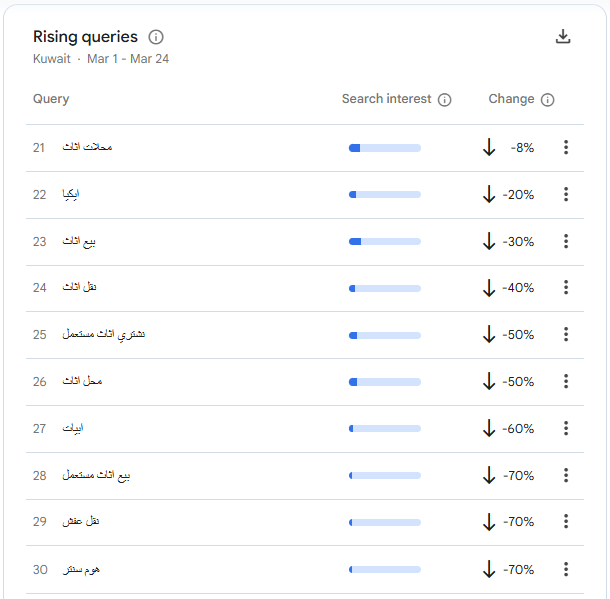 Rising queries
Kuwait · Mar 1 - Mar 24
Query Search interest Change
21 محلات اثاث -8%
22 ايكيا -20%
23 بيع اثاث -30%
24 نقل اثاث -40%
25 نشتري اثاث مستعمل -50%
26 محل اثاث -50%
27 ابيات -60%
28 بيع اثاث مستعمل -70%
29 نقل عفش -70%
30 هوم سنتر -70%